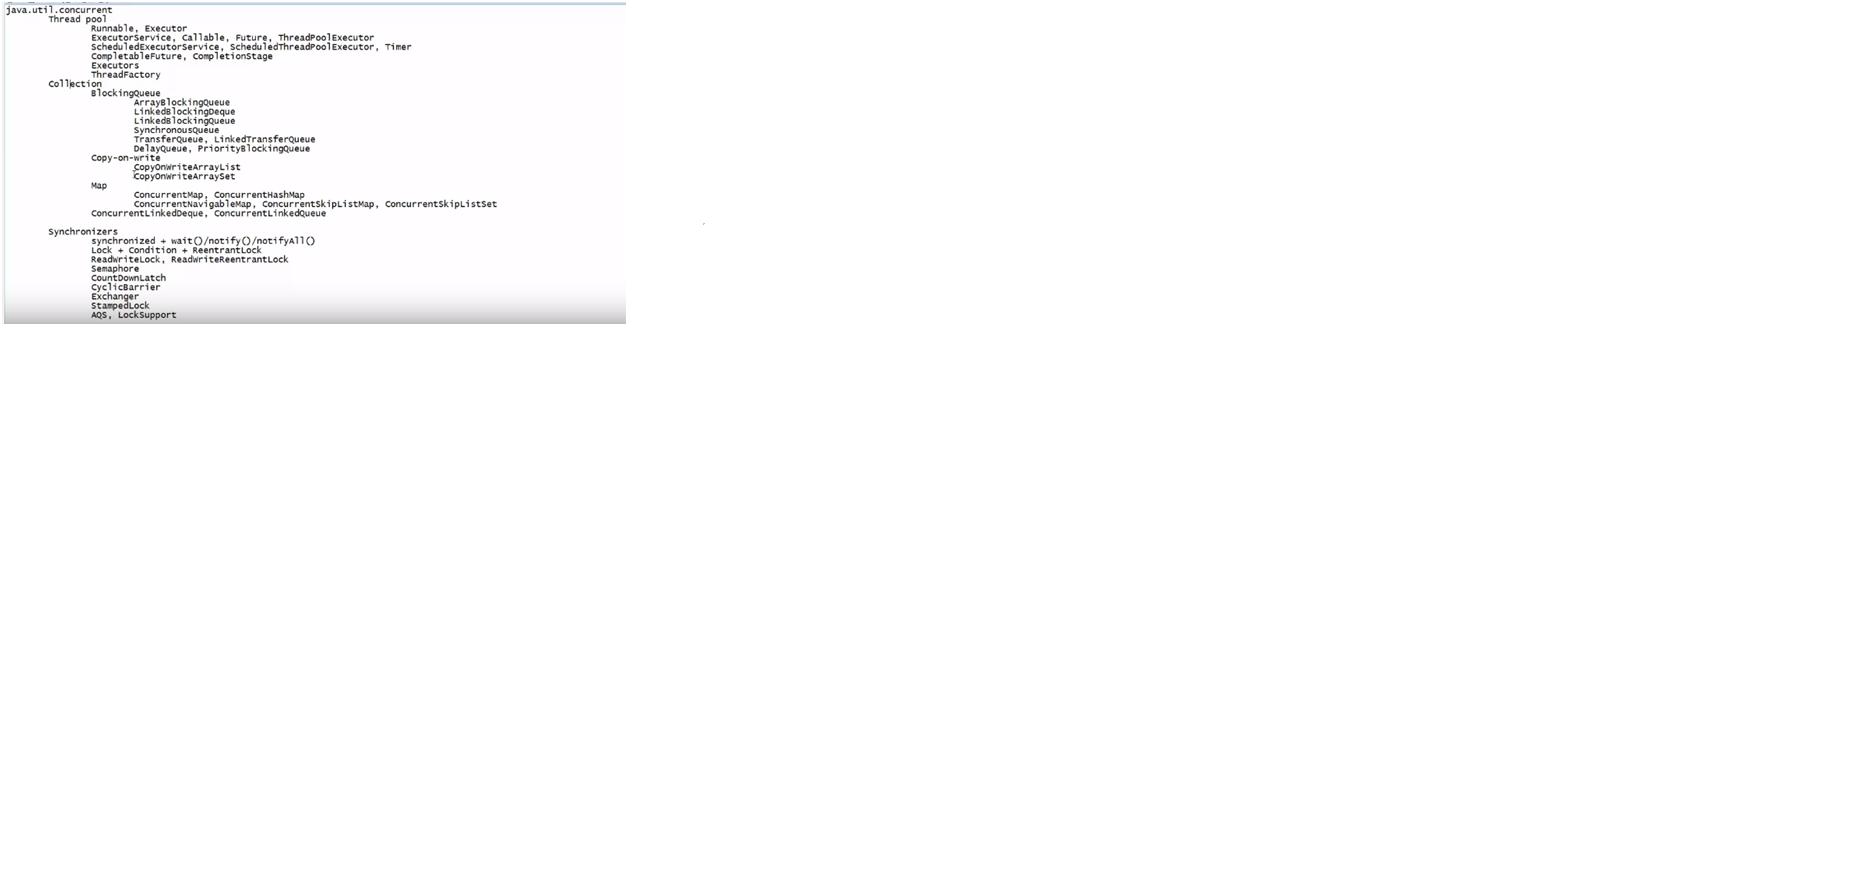 java.util.concurrent
Thread pool
Runnable, Executor
ExecutorService, Callable, Future, ThreadPoolExecutor
ScheduledExecutorService, ScheduledThreadPoolExecutor, Timer
CompletableFuture, CompletionStage
Executors
ThreadFactory
Collection
BlockingQueue
ArrayBlockingQueue
LinkedBlockingDeque
LinkedBlockingQueue
SynchronousQueue
TransferQueue, LinkedTransferQueue
DelayQueue, PriorityBlockingQueue
Copy-on-write
CopyOnWriteArrayList
CopyOnWriteArraySet
Map
ConcurrentMap, ConcurrentHashMap
ConcurrentNavigableMap, ConcurrentSkipListMap, ConcurrentSkipListSet
ConcurrentLinkedDeque, ConcurrentLinkedQueue
Synchronizers
synchronized + wait()/notify()/notifyAll()
Lock + Condition + ReentrantLock
ReadWriteLock, ReadWriteReentrantLock
Semaphore
CountDownLatch
CyclicBarrier
Exchanger
StampedLock
AQS, LockSupport